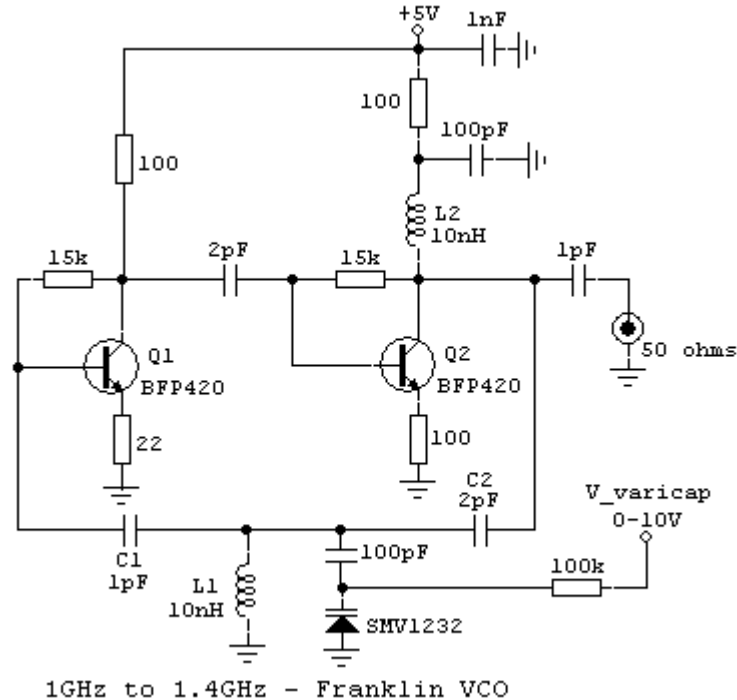 +5V
1nF
100
100pF
100
L2
10nH
15k
2pF
15k
1pF
Q1
BFP420
Q2
BFP420
50 ohms
22
100
C2
2pF
V_varicap
0-10V
C1
1pF
100pF
L1
10nH
100k
SMV1232
1GHz to 1.4GHz - Franklin VCO